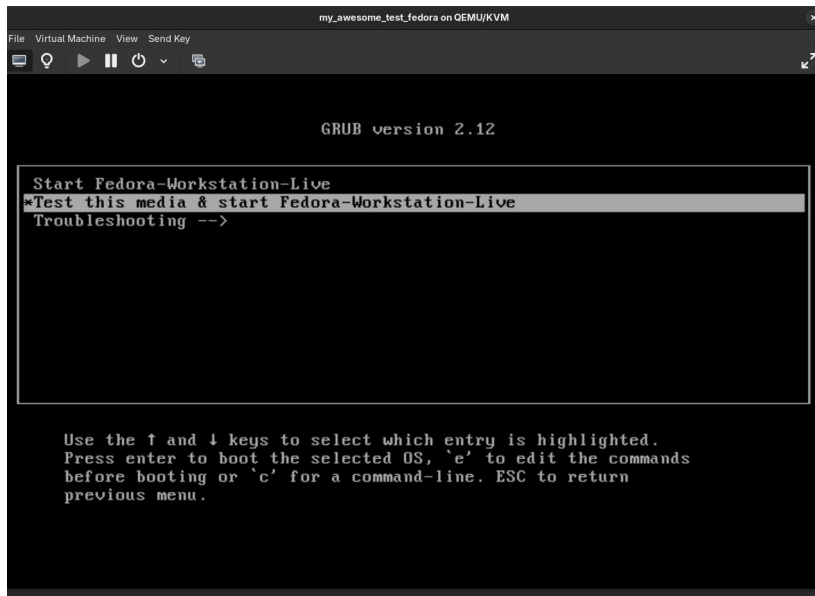 my_awesome_test_fedora on QEMU/KVM
File Virtual Machine View Send Key
GRUB version 2.12
Start Fedora-Workstation-Live
*Test this media & start Fedora-Workstation-Live
Troubleshooting -->
Use the ↑ and ↓ keys to select which entry is highlighted.
Press enter to boot the selected OS, `e' to edit the commands
before booting or `c' for a command-line. ESC to return
previous menu.